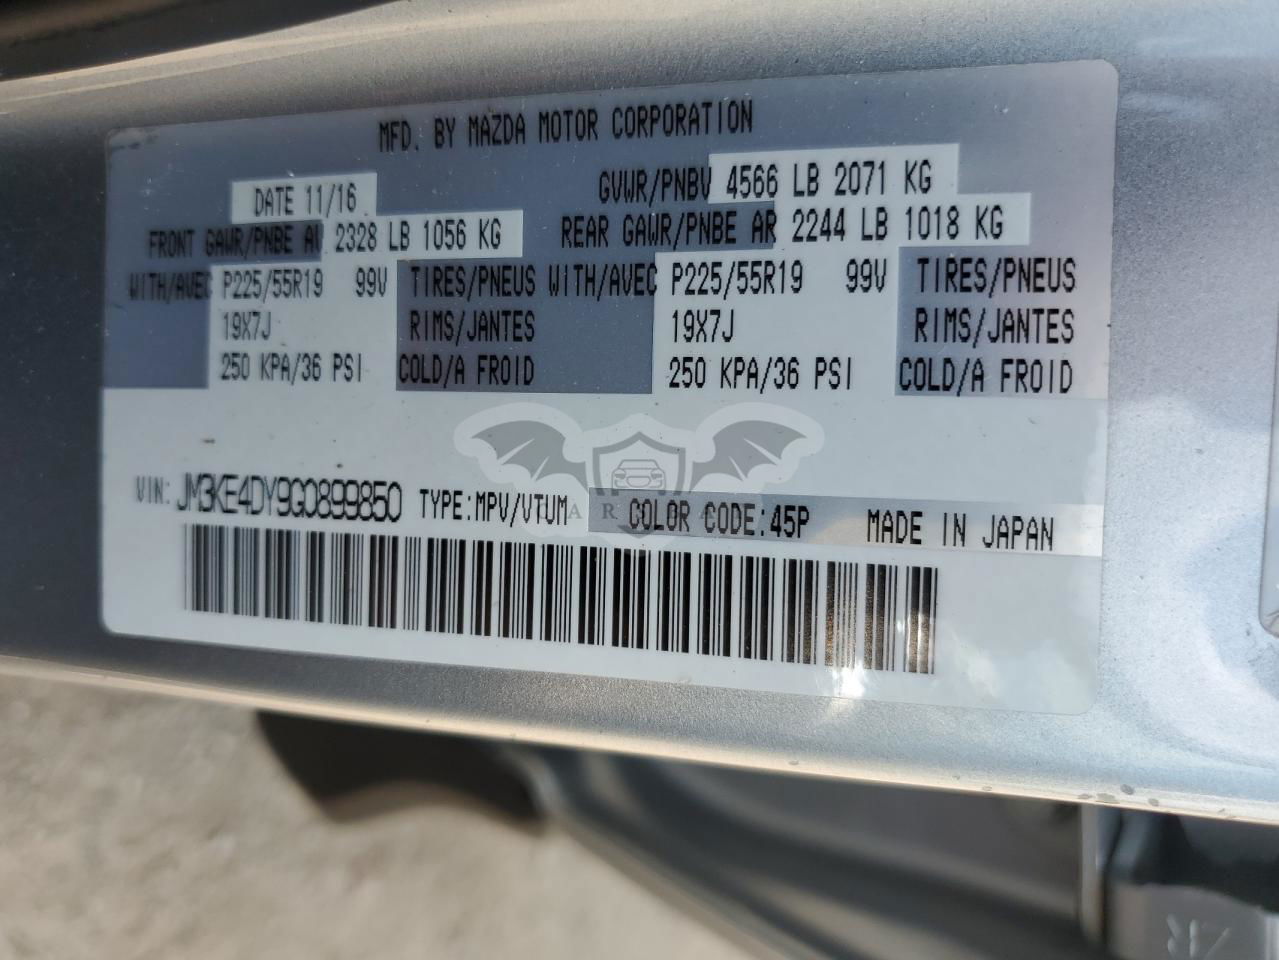 MFD. BY MAZDA MOTOR CORPORATION
DATE 11/16 GVWR/PNBV 4566 LB 2071 KG
FRONT GAWR/PNBE AV 2328 LB 1056 KG REAR GAWR/PNBE AR 2244 LB 1018 KG
WITH/AVEC P225/55R19 99V TIRES/PNEUS WITH/AVEC P225/55R19 99V TIRES/PNEUS
19X7J RIMS/JANTES 19X7J RIMS/JANTES
250 KPA/36 PSI COLD/A FROID 250 KPA/36 PSI COLD/A FROID
VIN: JM3KE4DY9G0899850 TYPE:MPV/VTUM COLOR CODE:45P MADE IN JAPAN